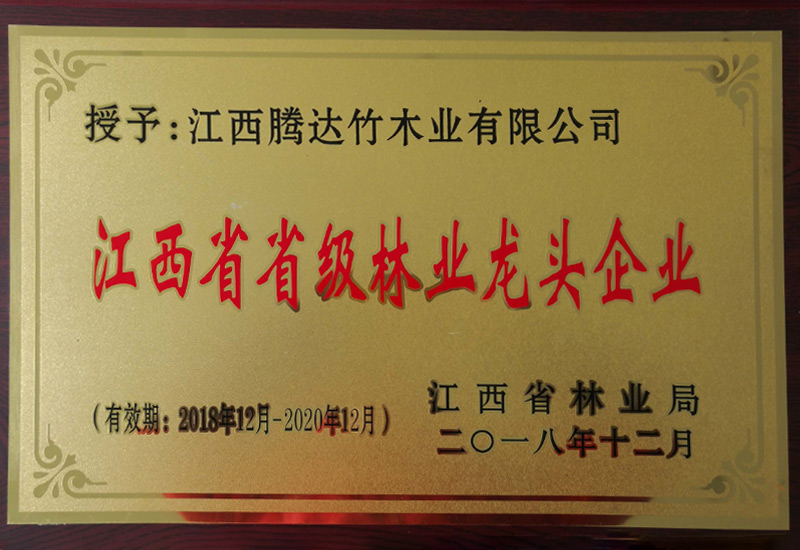 授予:江西腾达竹木业有限公司
江西省省级林业龙头企业
(有效期:2018年12月-2020年12月)
江西省林业局
二〇一八年十二月